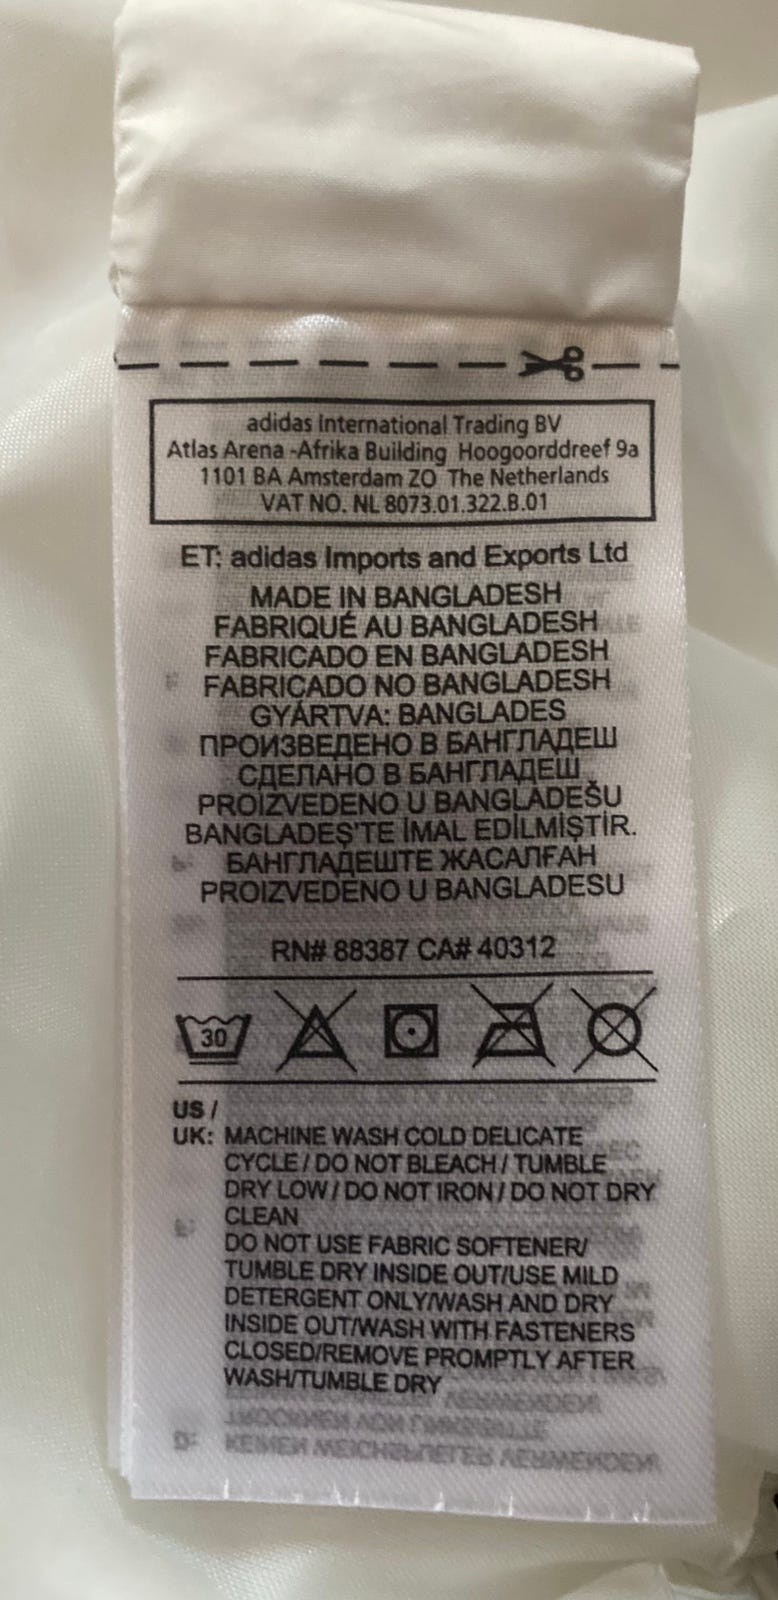 adidas International Trading BV
Atlas Arena -Afrika Building Hoogoorddreef 9a
1101 BA Amsterdam ZO The Netherlands
VAT NO. NL 8073.01.322.B.01
ET: adidas Imports and Exports Ltd
MADE IN BANGLADESH
FABRIQUÉ AU BANGLADESH
FABRICADO EN BANGLADESH
FABRICADO NO BANGLADESH
GYÁRTVA: BANGLADES
ПРОИЗВЕДЕНО В БАНГЛАДЕШ
СДЕЛАНО В БАНГЛАДЕШ
PROIZVEDENO U BANGLADEŠU
BANGLADEŞ'TE İMAL EDİLMİŞTİR.
БАНГЛАДЕШТЕ ЖАСАЛҒАН
PROIZVEDENO U BANGLADESU
RN# 88387 CA# 40312
30
US /
UK: MACHINE WASH COLD DELICATE
CYCLE / DO NOT BLEACH / TUMBLE
DRY LOW / DO NOT IRON / DO NOT DRY
CLEAN
DO NOT USE FABRIC SOFTENER/
TUMBLE DRY INSIDE OUT/USE MILD
DETERGENT ONLY/WASH AND DRY
INSIDE OUT/WASH WITH FASTENERS
CLOSED/REMOVE PROMPTLY AFTER
WASH/TUMBLE DRY